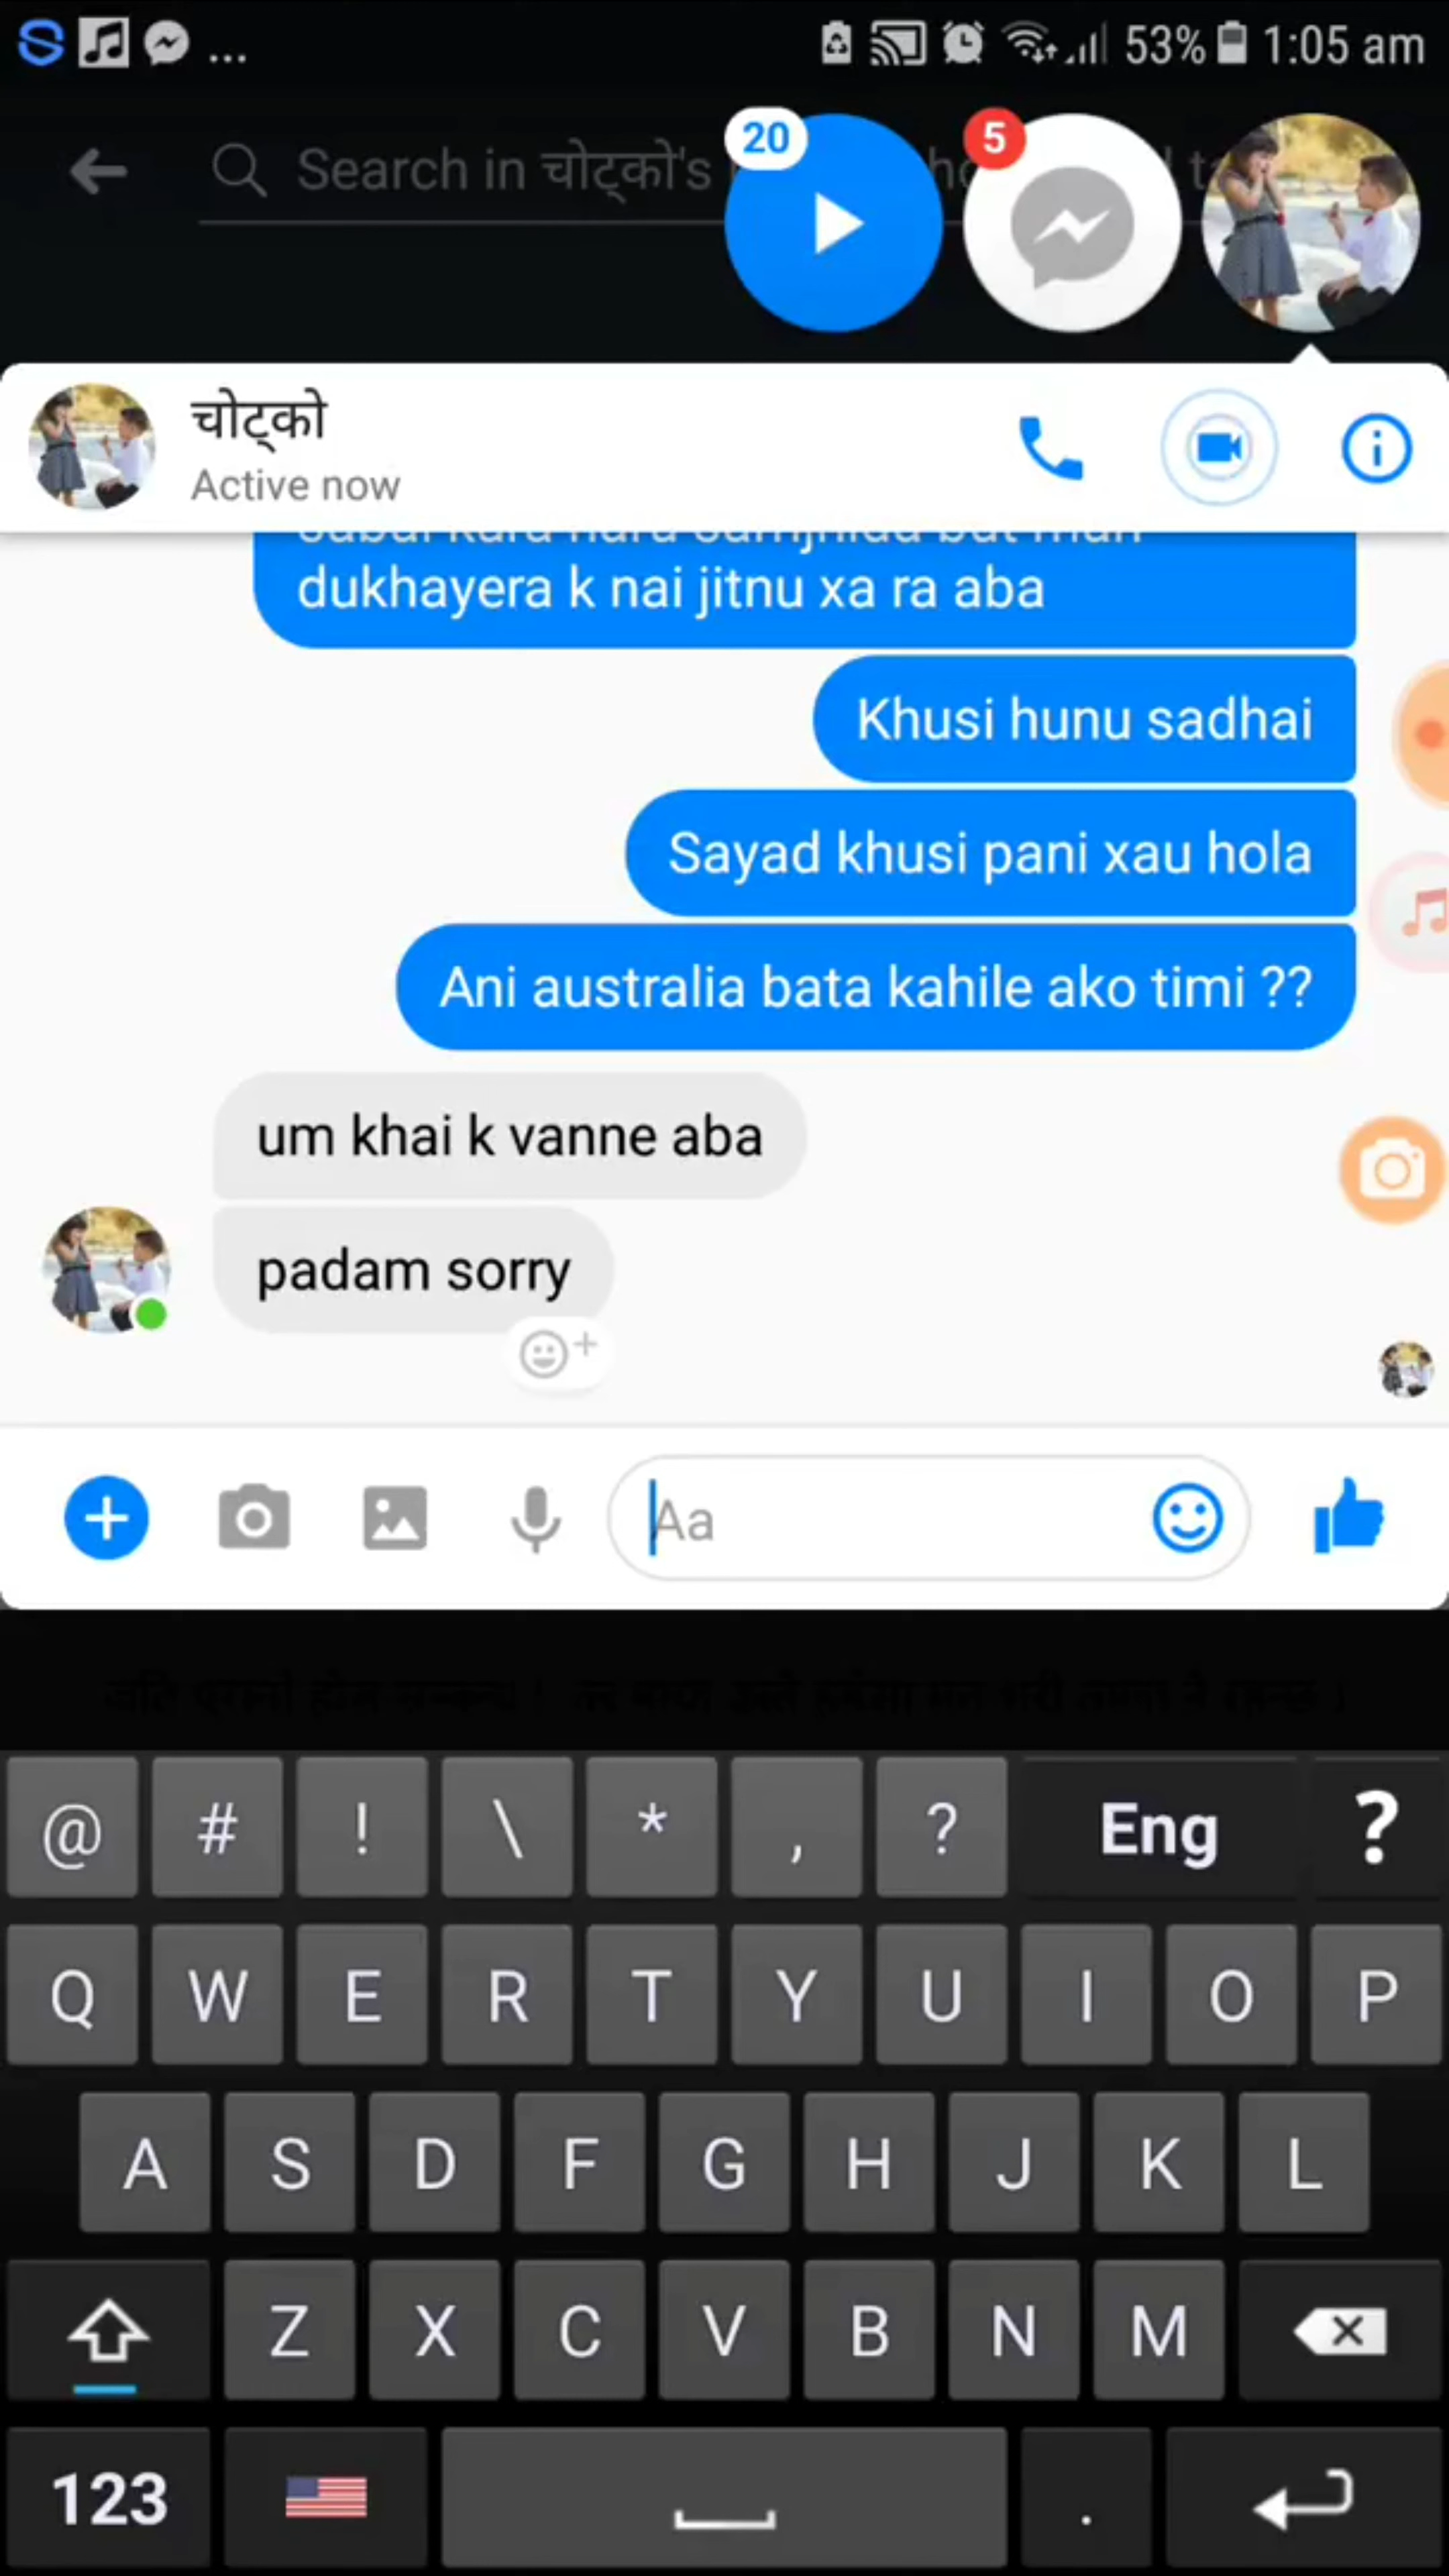 ... 53% 1:05 am
20
5
Search in चोट्को's
चोट्को
Active now
dukhayera k nai jitnu xa ra aba
Khusi hunu sadhai
Sayad khusi pani xau hola
Ani australia bata kahile ako timi ??
um khai k vanne aba
padam sorry
Aa
@ # ! \ * , ? Eng ?
Q W E R T Y U I O P
A S D F G H J K L
Z X C V B N M
123 .